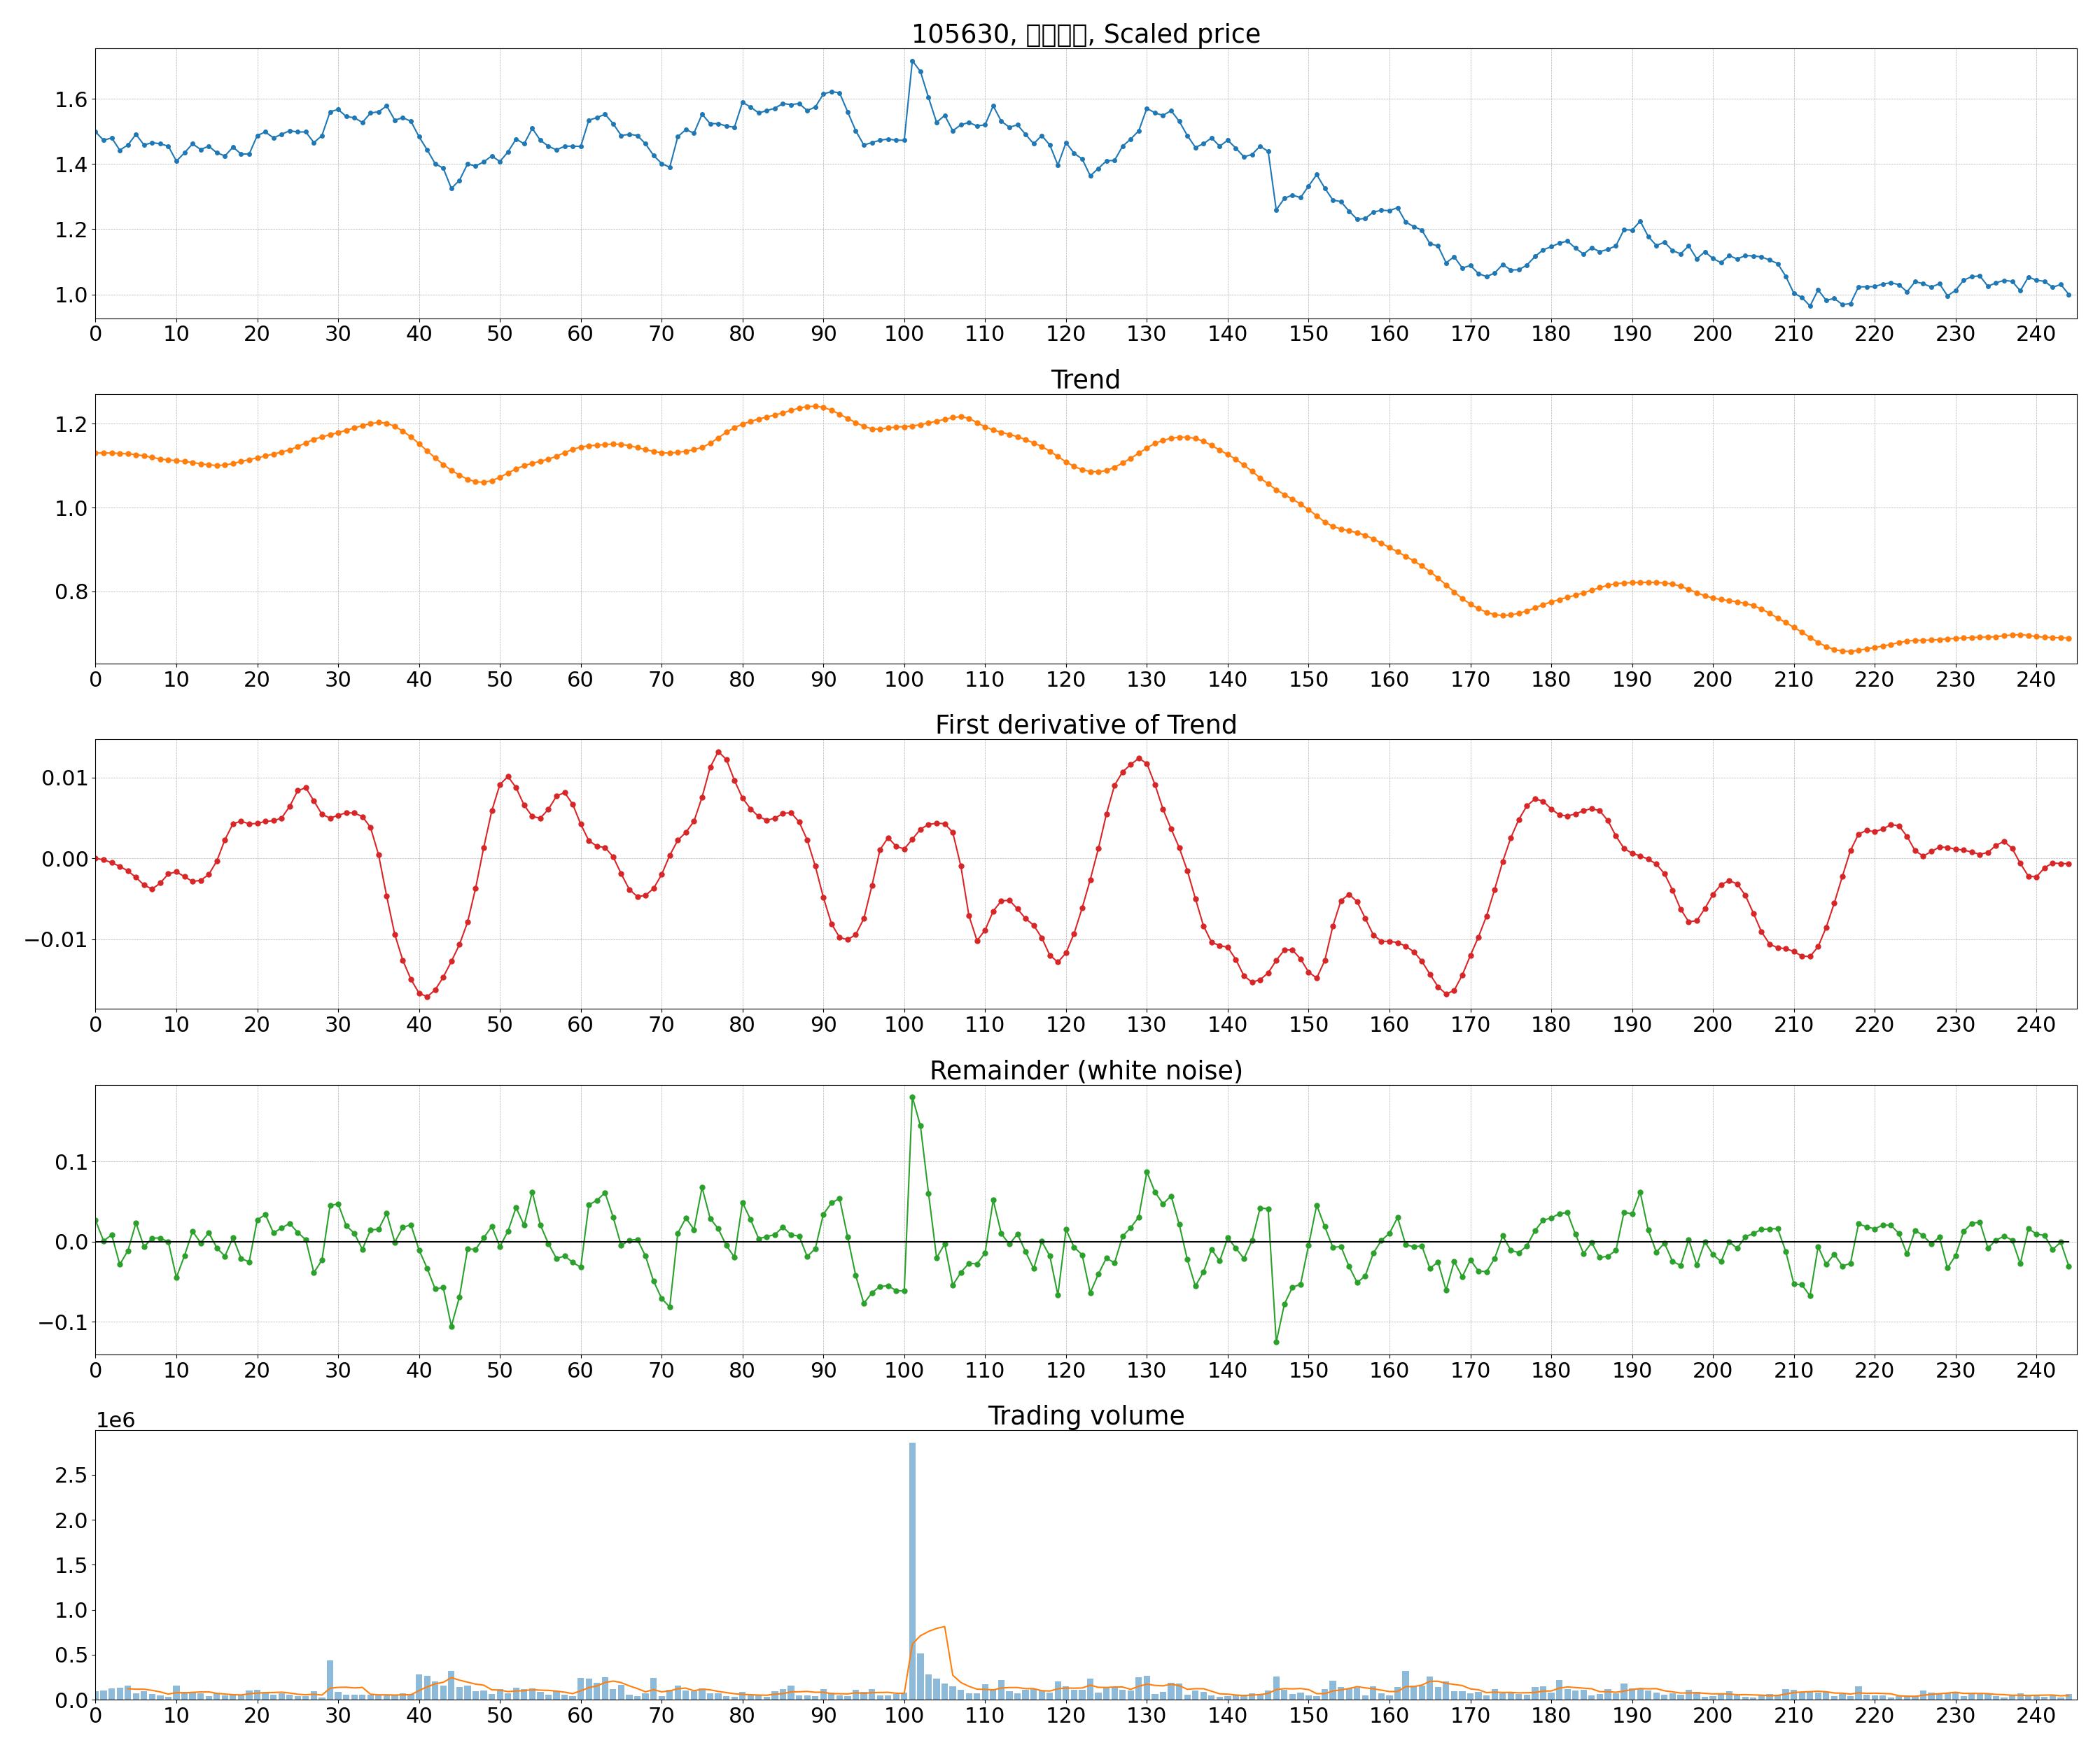 105630, □□□□, Scaled price
1.6
1.4
1.2
1.0
0 10 20 30 40 50 60 70 80 90 100 110 120 130 140 150 160 170 180 190 200 210 220 230 240
Trend
1.2
1.0
0.8
0 10 20 30 40 50 60 70 80 90 100 110 120 130 140 150 160 170 180 190 200 210 220 230 240
First derivative of Trend
0.01
0.00
−0.01
0 10 20 30 40 50 60 70 80 90 100 110 120 130 140 150 160 170 180 190 200 210 220 230 240
Remainder (white noise)
0.1
0.0
−0.1
0 10 20 30 40 50 60 70 80 90 100 110 120 130 140 150 160 170 180 190 200 210 220 230 240
Trading volume
1e6
2.5
2.0
1.5
1.0
0.5
0.0
0 10 20 30 40 50 60 70 80 90 100 110 120 130 140 150 160 170 180 190 200 210 220 230 240